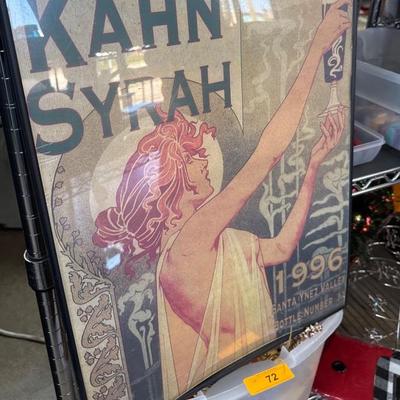 KAHN
SYRAH
1996
SANTA YNEZ VALLEY
BOTTLE NUMBER
72